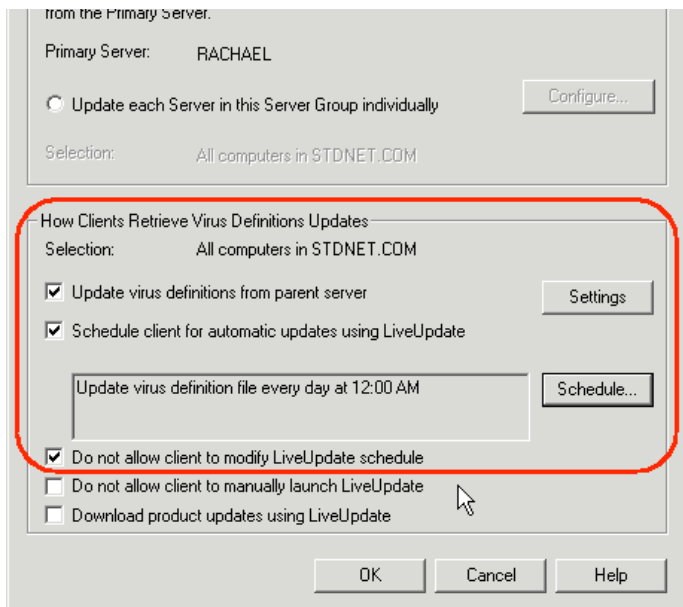 from the Primary Server.
Primary Server: RACHAEL
Update each Server in this Server Group individually
Configure...
Selection: All computers in STDNET.COM
How Clients Retrieve Virus Definitions Updates
Selection: All computers in STDNET.COM
Update virus definitions from parent server
Settings
Schedule client for automatic updates using LiveUpdate
Update virus definition file every day at 12:00 AM
Schedule...
Do not allow client to modify LiveUpdate schedule
Do not allow client to manually launch LiveUpdate
Download product updates using LiveUpdate
OK Cancel Help